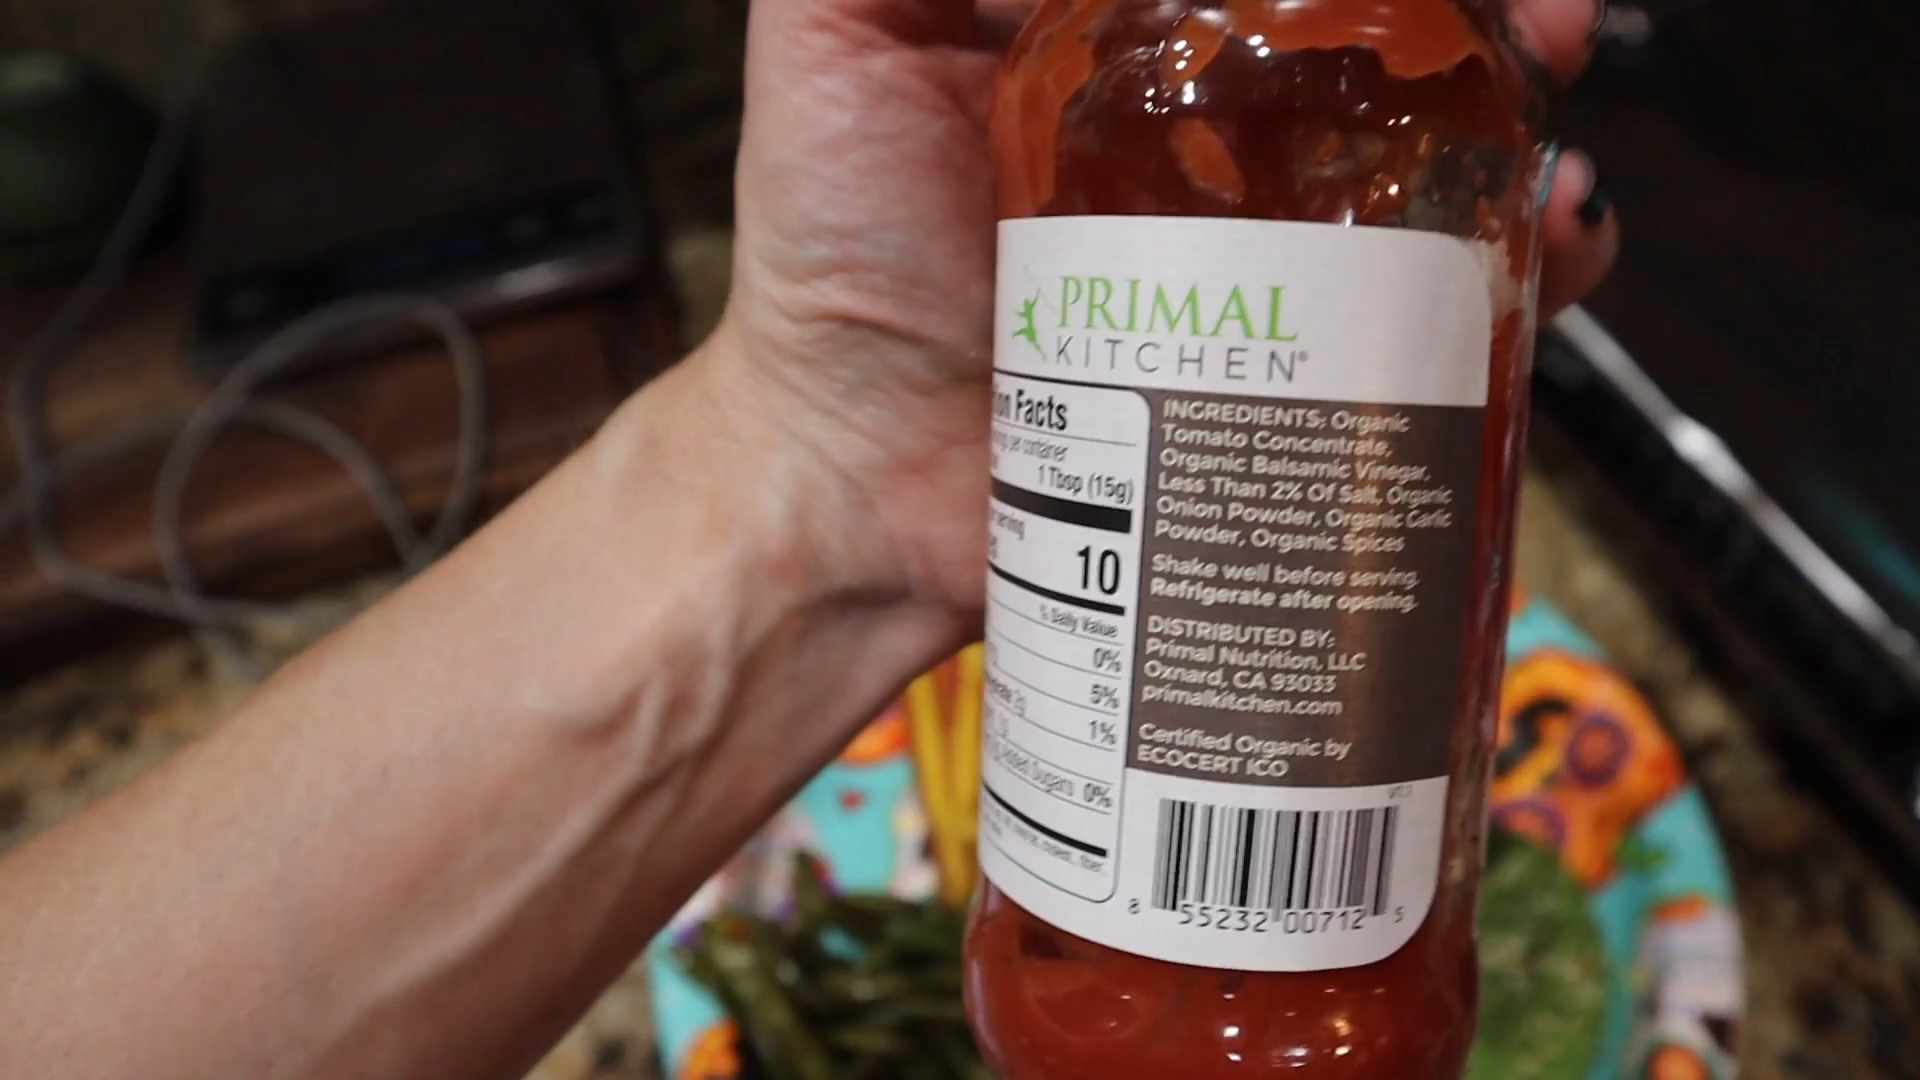 PRIMAL
KITCHEN®
on Facts
per container
1 Tbsp (15g)
serving
10
% Daily Value
0%
5%
2g
1%
Added Sugars 0%
INGREDIENTS: Organic
Tomato Concentrate,
Organic Balsamic Vinegar,
Less Than 2% Of Salt, Organic
Onion Powder, Organic Garlic
Powder, Organic Spices
Shake well before serving.
Refrigerate after opening.
DISTRIBUTED BY:
Primal Nutrition, LLC
Oxnard, CA 93033
primalkitchen.com
Certified Organic by
ECOCERT ICO
8 55232 00712 5